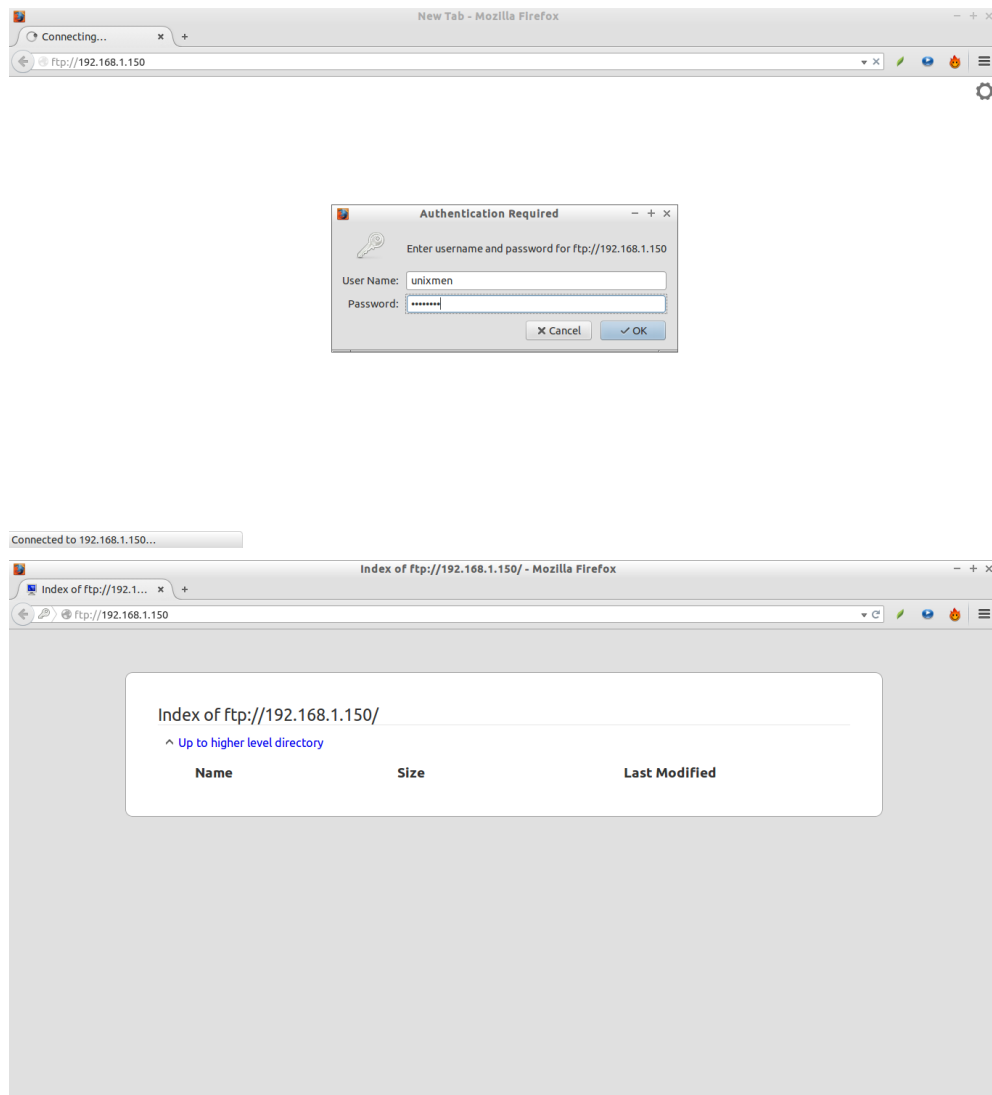 New Tab - Mozilla Firefox
Connecting...
ftp://192.168.1.150
Authentication Required
Enter username and password for ftp://192.168.1.150
User Name: unixmen
Password: ••••••••
Cancel OK
Connected to 192.168.1.150...
Index of ftp://192.168.1.150/ - Mozilla Firefox
Index of ftp://192.1...
ftp://192.168.1.150
Index of ftp://192.168.1.150/
Up to higher level directory
Name Size Last Modified